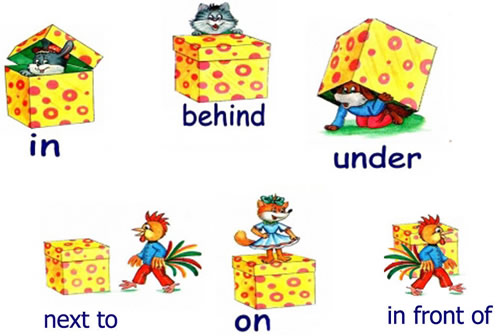 in
behind
under
next to
on
in front of